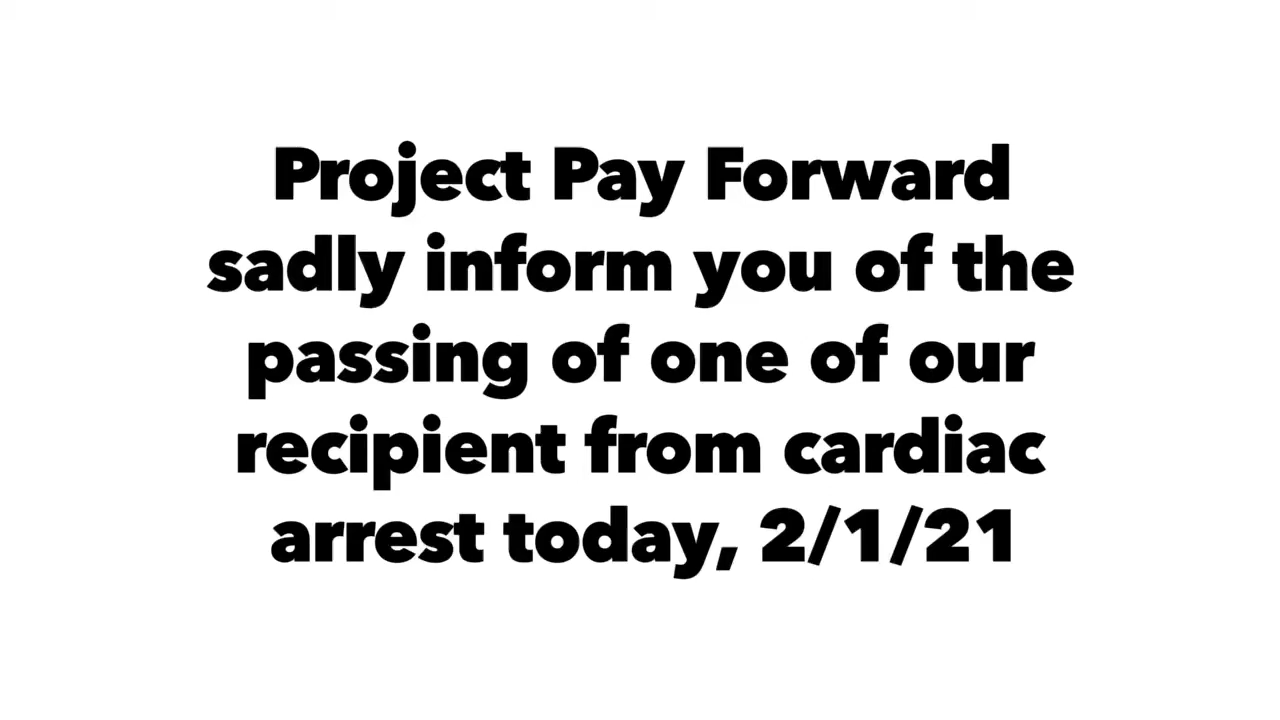 Project Pay Forward
sadly inform you of the
passing of one of our
recipient from cardiac
arrest today, 2/1/21